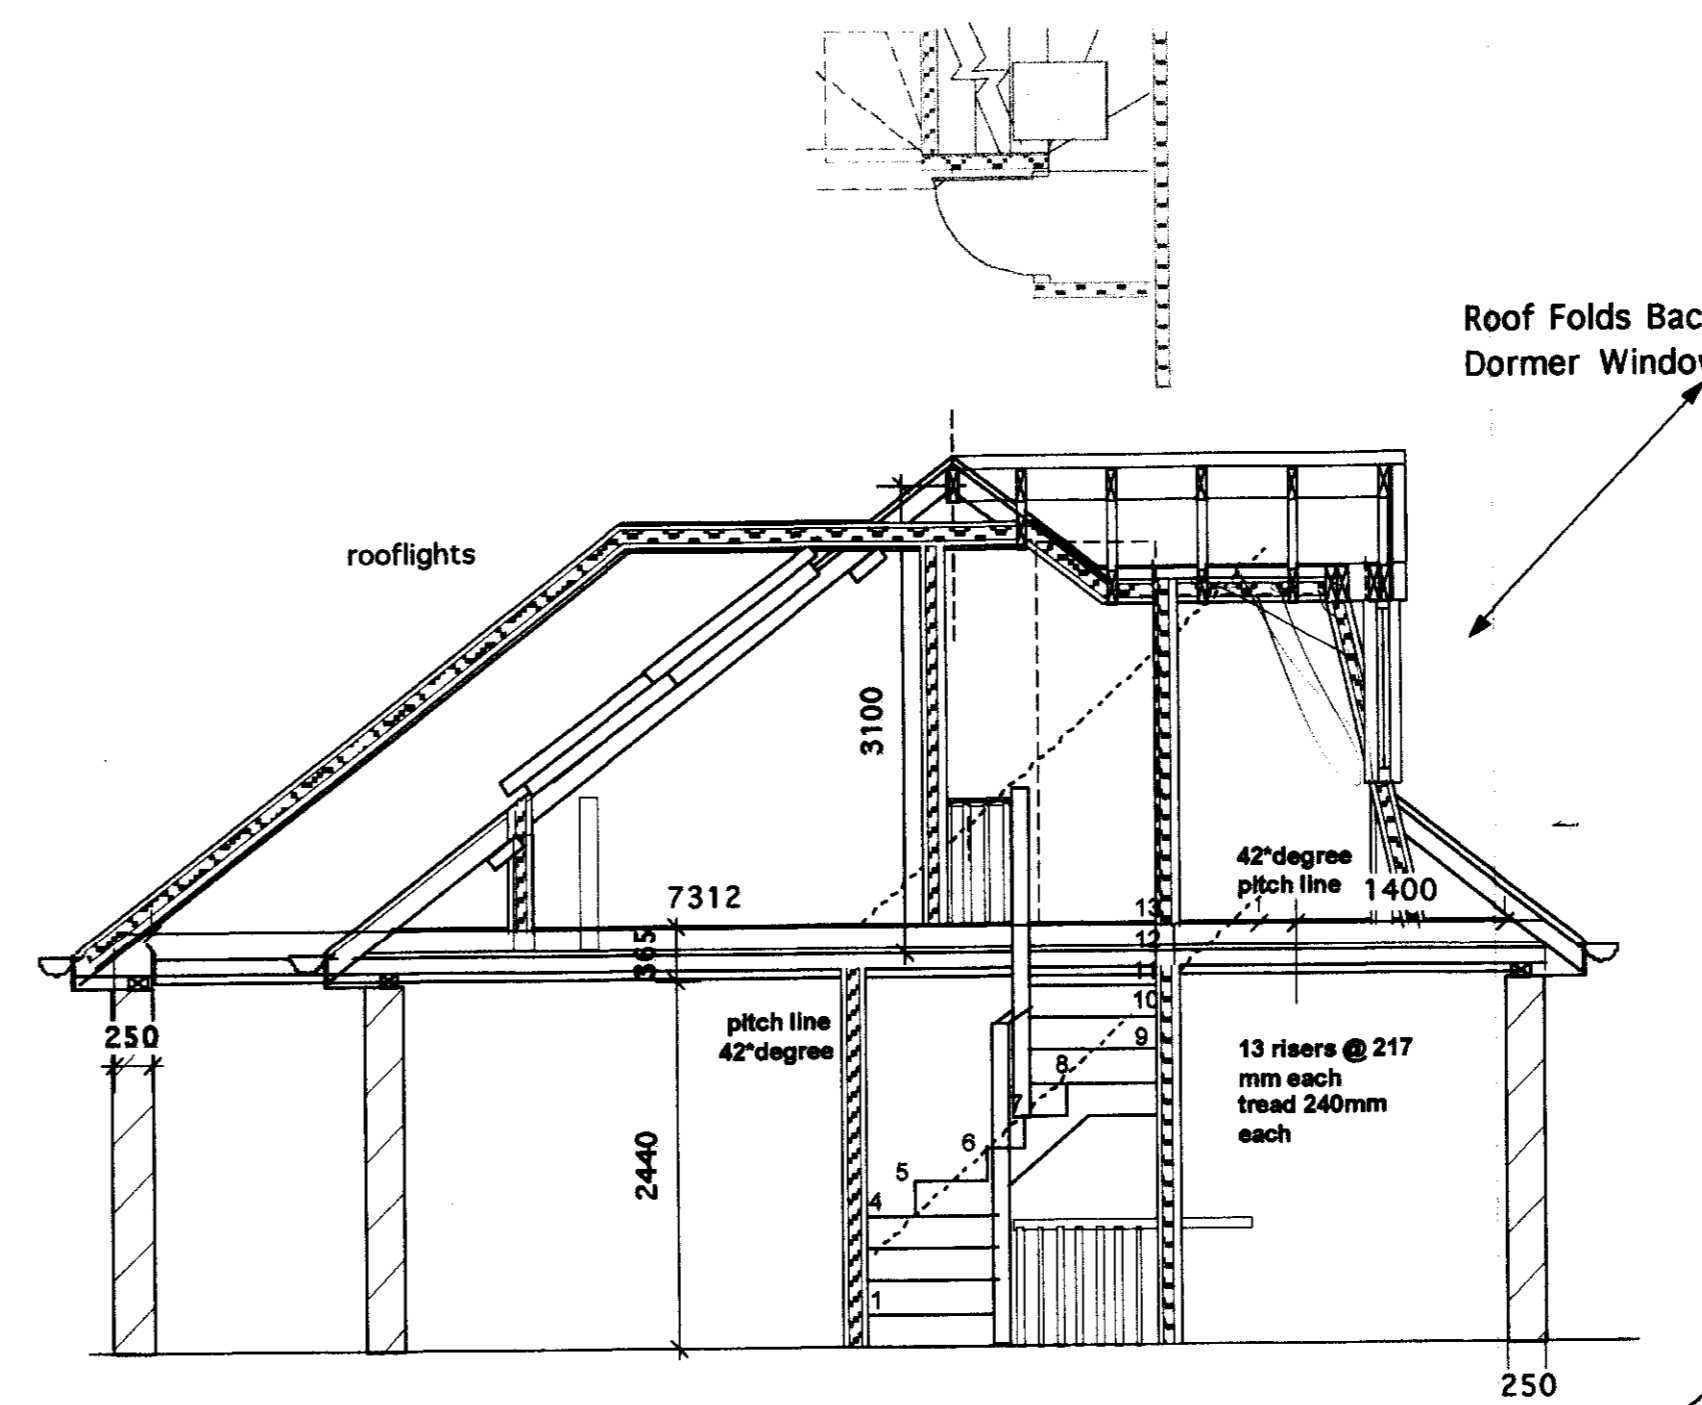 Roof Folds Bac
Dormer Window
rooflights
3100
42*degree
pitch line
1400
7312
365
13
12
11
10
9
8
7
6
5
4
1
pitch line
42*degree
250
13 risers @ 217
mm each
tread 240mm
each
2440
250